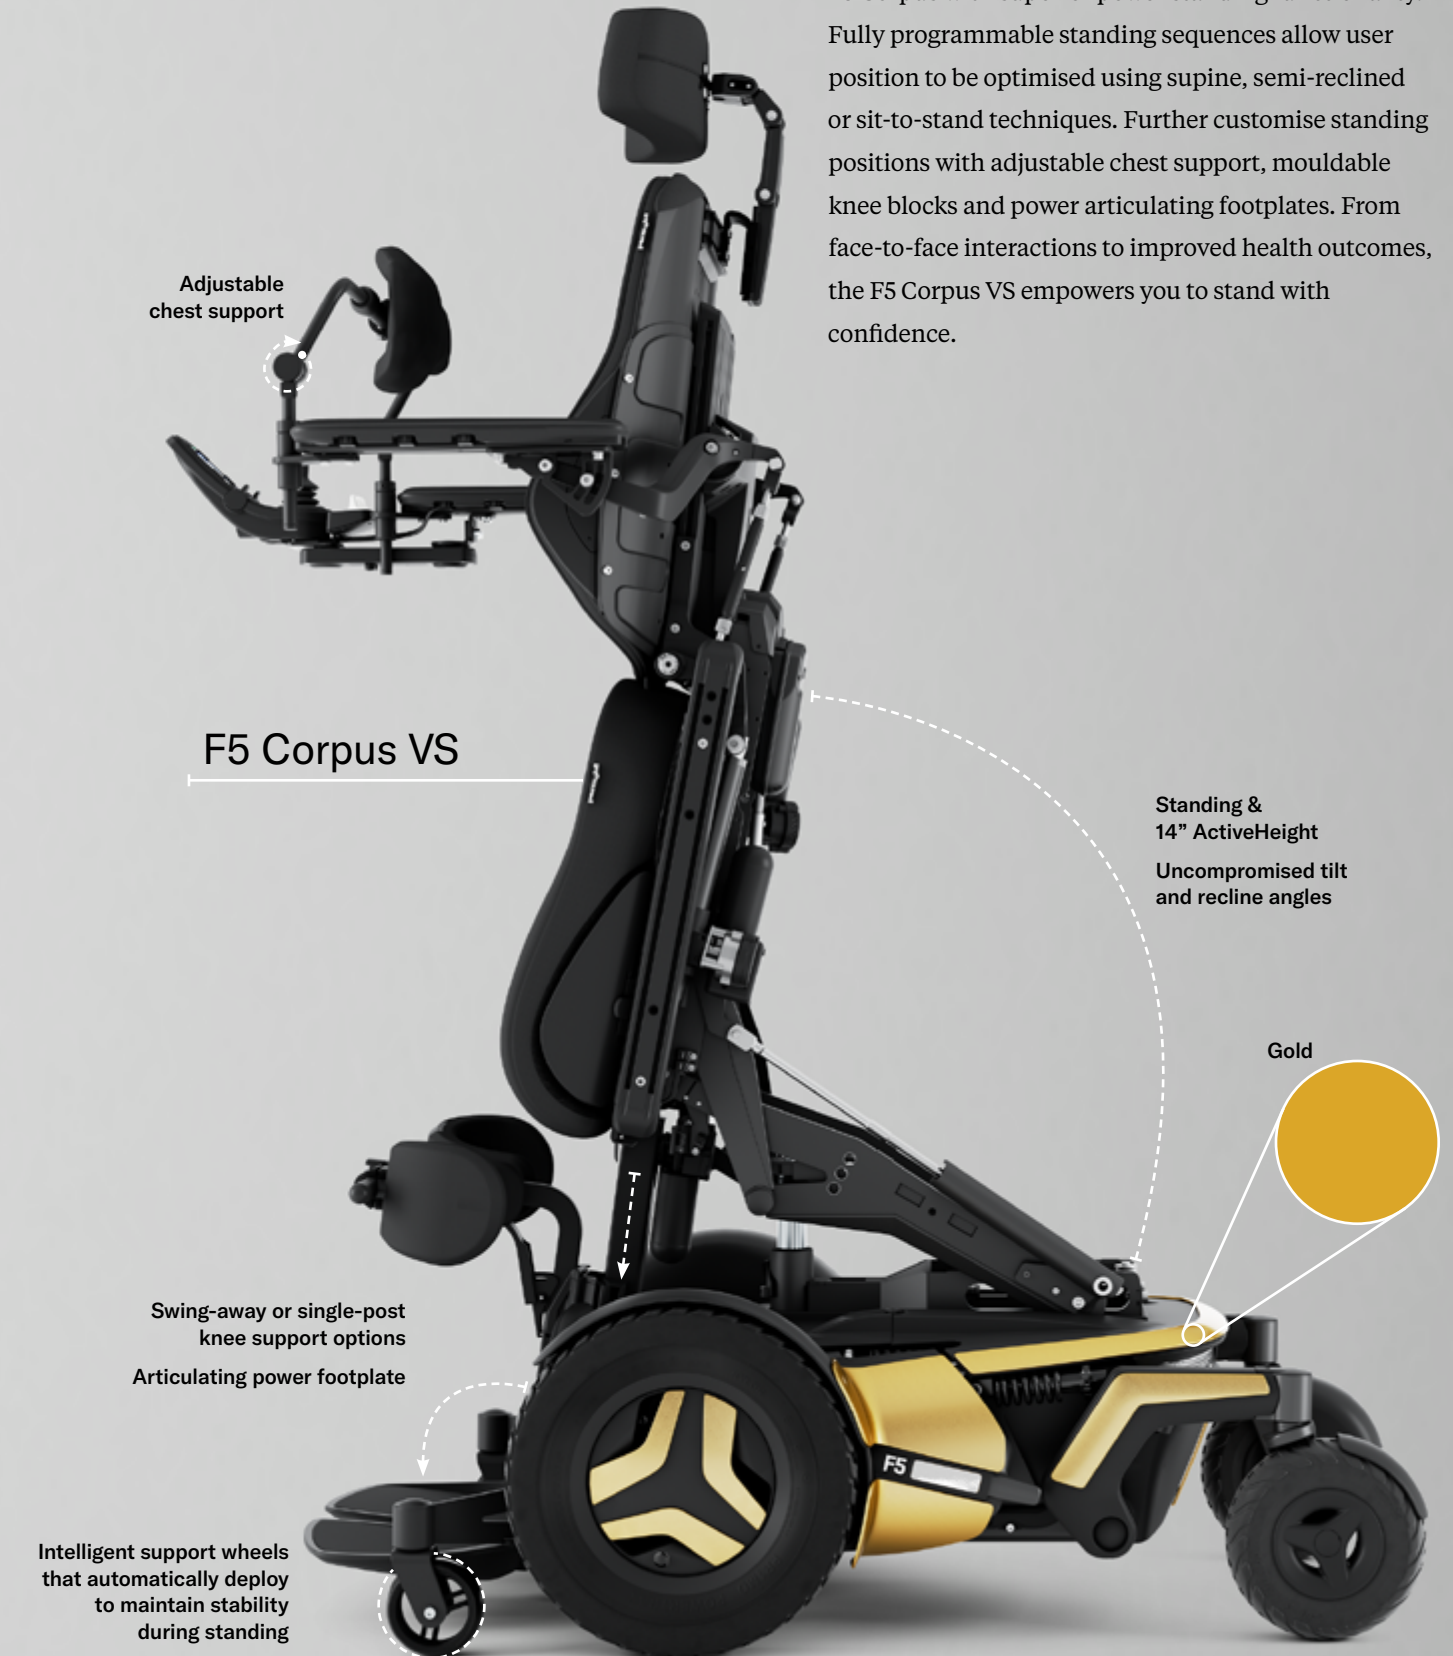 Fully programmable standing sequences allow user
position to be optimised using supine, semi-reclined
or sit-to-stand techniques. Further customise standing
positions with adjustable chest support, mouldable
knee blocks and power articulating footplates. From
face-to-face interactions to improved health outcomes,
the F5 Corpus VS empowers you to stand with
confidence.
Adjustable
chest support
F5 Corpus VS
Standing &
14” ActiveHeight
Uncompromised tilt
and recline angles
Gold
Swing-away or single-post
knee support options
Articulating power footplate
F5
Intelligent support wheels
that automatically deploy
to maintain stability
during standing